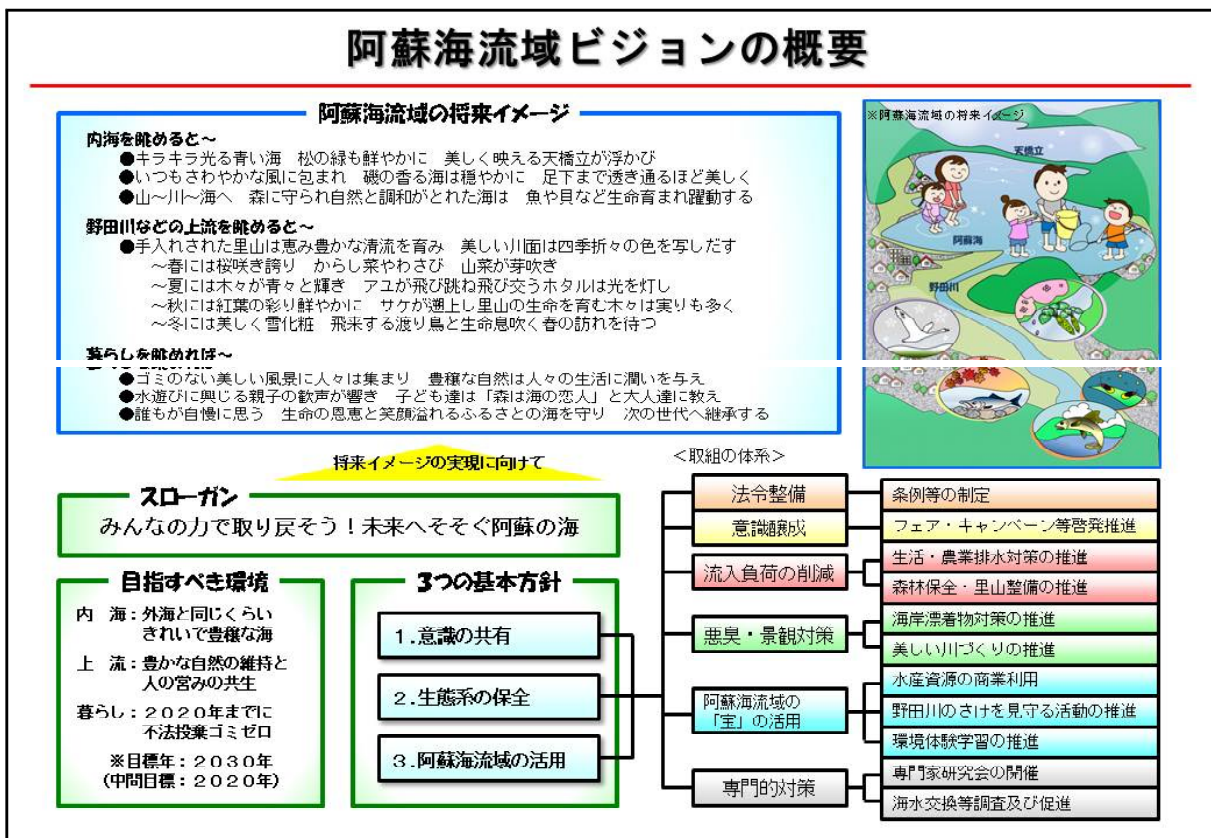 阿蘇海流域ビジョンの概要
阿蘇海流域の将来イメージ
内海を眺めると～
●キラキラ光る青い海　松の緑も鮮やかに　美しく映える天橋立が浮かび
●いつもさわやかな風に包まれ　磯の香る海は穏やかに　足下まで透き通るほど美しく
●山～川～海へ　森に守られ自然と調和がとれた海は　魚や貝など生命育まれ躍動する
野田川などの上流を眺めると～
●手入れされた里山は恵み豊かな清流を育み　美しい川面は四季折々の色を写しだす
～春には桜咲き誇り　からし菜やわさび　山菜が芽吹き
～夏には木々が青々と輝き　アユが飛び跳ね飛び交うホタルは光を灯し
～秋には紅葉の彩り鮮やかに　サケが遡上し里山の生命を育む木々は実りも多く
～冬には美しく雪化粧　飛来する渡り鳥と生命息吹く春の訪れを待つ
暮らしを眺めれば～
●ゴミのない美しい風景に人々は集まり　豊穣な自然は人々の生活に潤いを与え
●水遊びに興じる親子の歓声が響き　子ども達は「森は海の恋人」と大人達に教え
●誰もが自慢に思う　生命の恩恵と笑顔溢れるふるさとの海を守り　次の世代へ継承する
※阿蘇海流域の将来イメージ
天橋立
阿蘇海
野田川
将来イメージの実現に向けて
スローガン
みんなの力で取り戻そう！未来へそそぐ阿蘇の海
目指すべき環境
内　海：外海と同じくらい
きれいで豊穣な海
上　流：豊かな自然の維持と
人の営みの共生
暮らし：２０２０年までに
不法投棄ゴミゼロ
※目標年：２０３０年
（中間目標：２０２０年）
３つの基本方針
１.意識の共有
２.生態系の保全
３.阿蘇海流域の活用
＜取組の体系＞
法令整備
条例等の制定
意識醸成
フェア・キャンペーン等啓発推進
流入負荷の削減
生活・農業排水対策の推進
森林保全・里山整備の推進
悪臭・景観対策
海岸漂着物対策の推進
美しい川づくりの推進
阿蘇海流域の
「宝」の活用
水産資源の商業利用
野田川のさけを見守る活動の推進
環境体験学習の推進
専門的対策
専門家研究会の開催
海水交換等調査及び促進